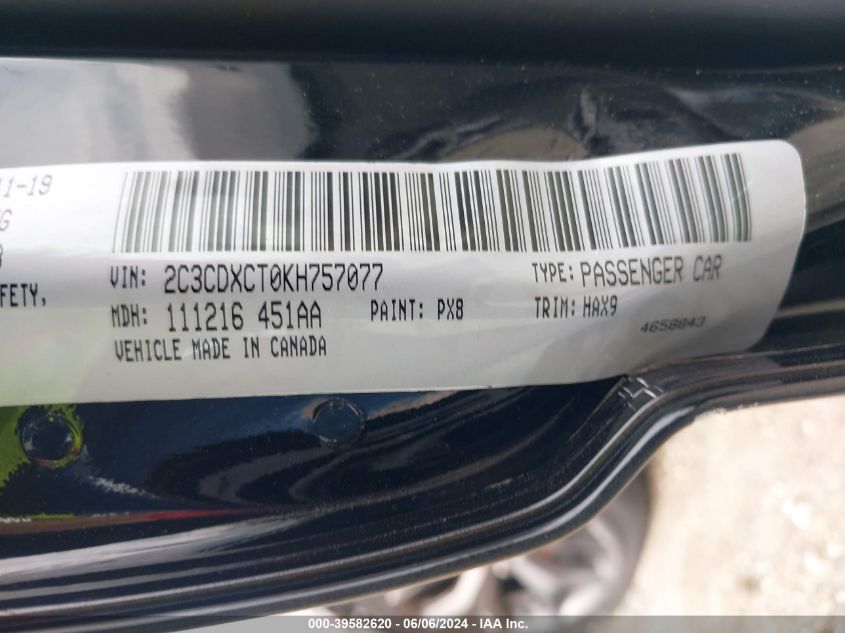 11-19
G
FETY,
VIN: 2C3CDXCT0KH757077 TYPE: PASSENGER CAR
MDH: 111216 451AA PAINT: PX8 TRIM: HAX9
4658843
VEHICLE MADE IN CANADA
000-39582620 - 06/06/2024 - IAA Inc.